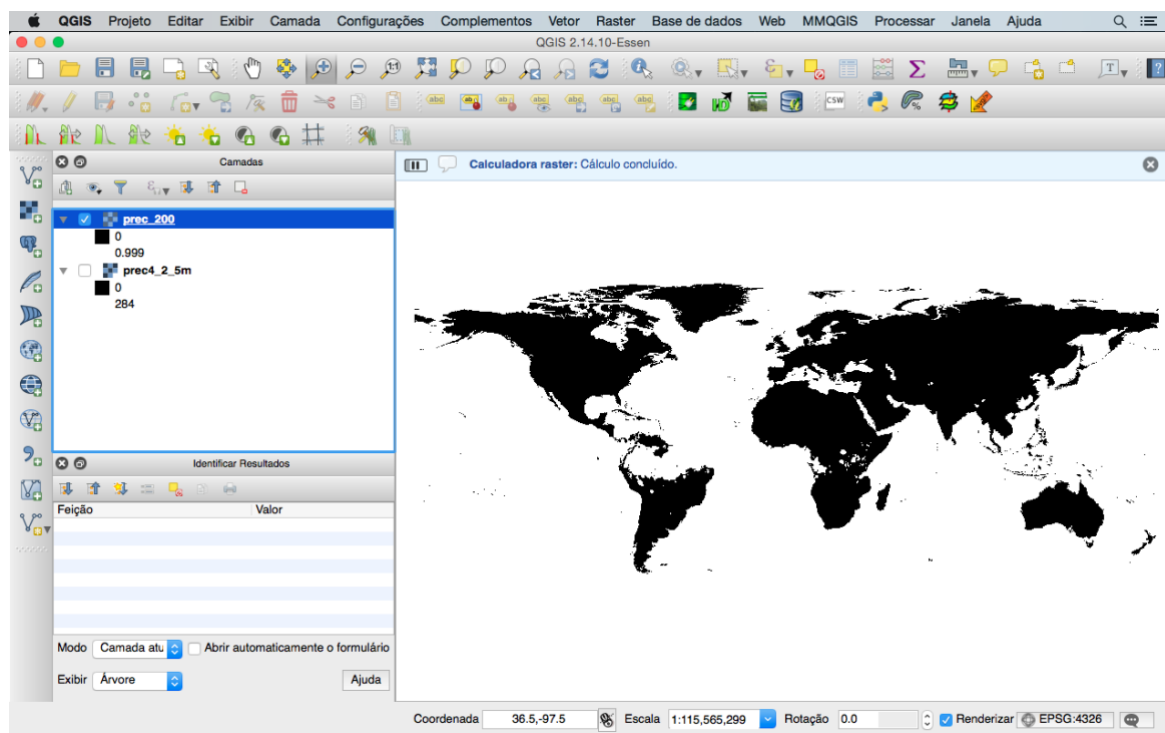 QGIS Projeto Editar Exibir Camada Configurações Complementos Vetor Raster Base de dados Web MMQGIS Processar Janela Ajuda
QGIS 2.14.10-Essen
CSW
Camadas
Calculadora raster: Cálculo concluído.
prec_200
0
0.999
prec4_2_5m
0
284
Identificar Resultados
Feição Valor
Modo Camada atu Abrir automaticamente o formulário
Exibir Árvore Ajuda
Coordenada 36.5,-97.5 Escala 1:115,565,299 Rotação 0.0 Renderizar EPSG:4326